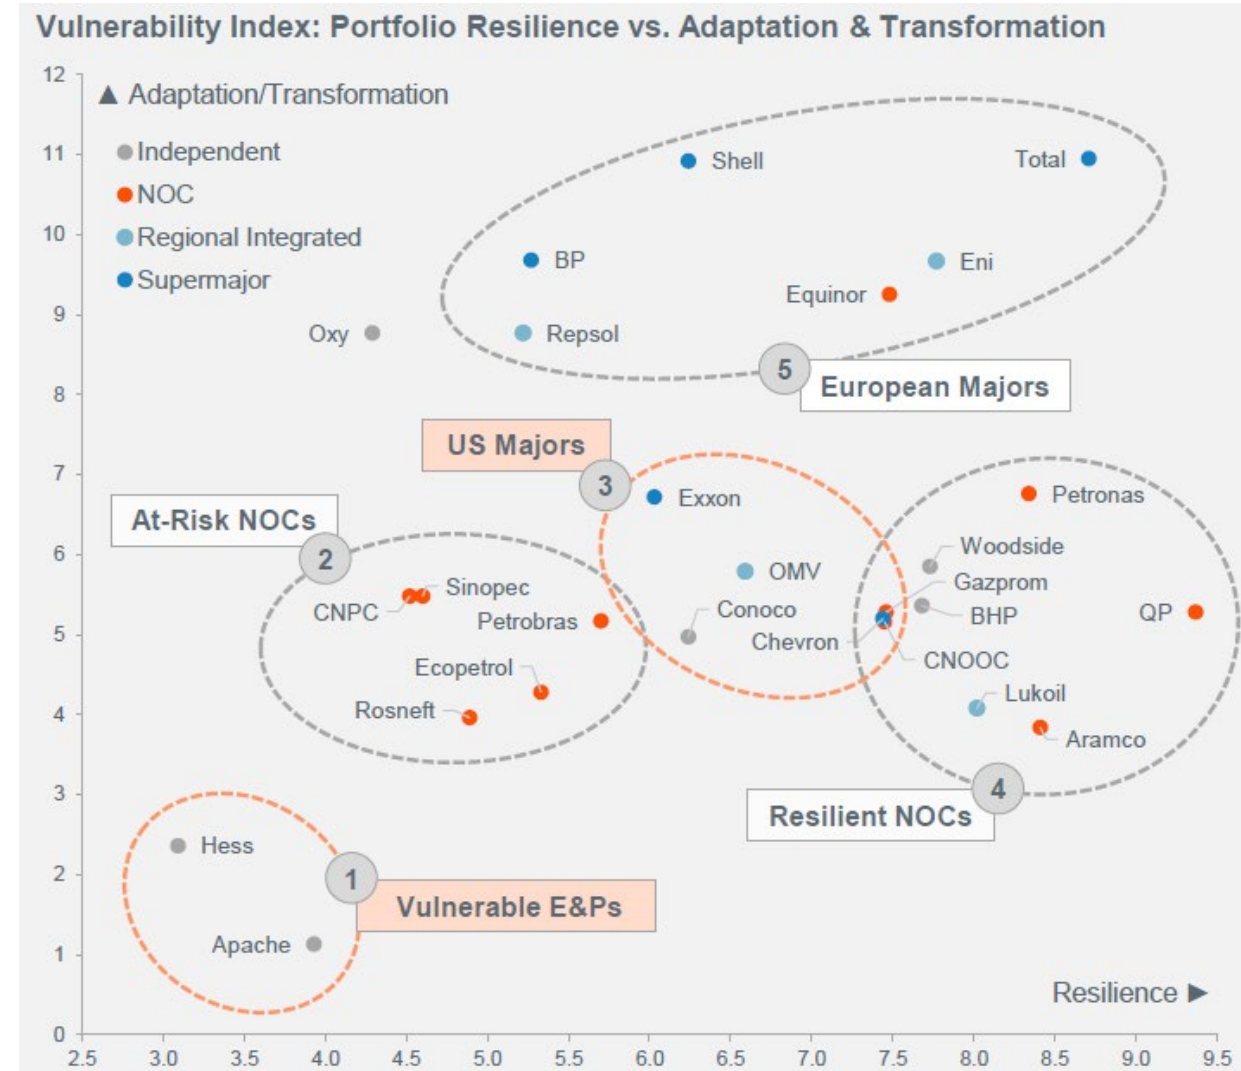 Vulnerability Index: Portfolio Resilience vs. Adaptation & Transformation
12
▲ Adaptation/Transformation
Independent
11
Shell
Total
NOC
10
Regional Integrated
BP
Eni
Supermajor
Equinor
9
Oxy
Repsol
5
European Majors
8
US Majors
7
3
Exxon
Petronas
At-Risk NOCs
2
6
Woodside
OMV
Gazprom
Sinopec
CNPC
Conoco
BHP
QP
Petrobras
5
Chevron
CNOOC
Ecopetrol
Lukoil
Rosneft
4
Aramco
3
4
Resilient NOCs
Hess
2
1
Vulnerable E&Ps
Apache
1
Resilience ►
0
2.5 3.0 3.5 4.0 4.5 5.0 5.5 6.0 6.5 7.0 7.5 8.0 8.5 9.0 9.5